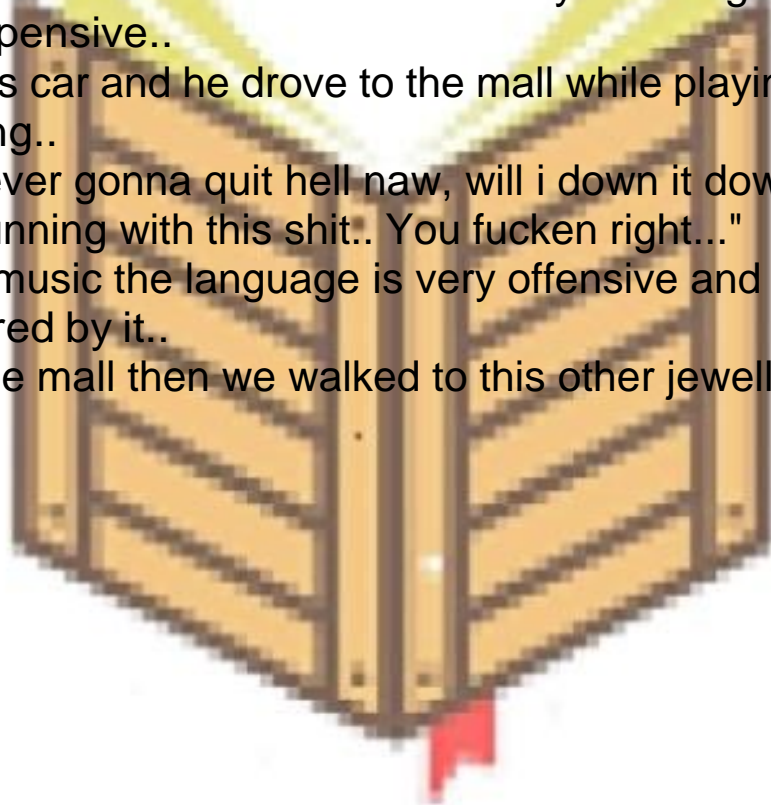 pensive..
s car and he drove to the mall while playin
ng..
ever gonna quit hell naw, will i down it dow
unning with this shit.. You fucken right..."
music the language is very offensive and
red by it..
e mall then we walked to this other jewell